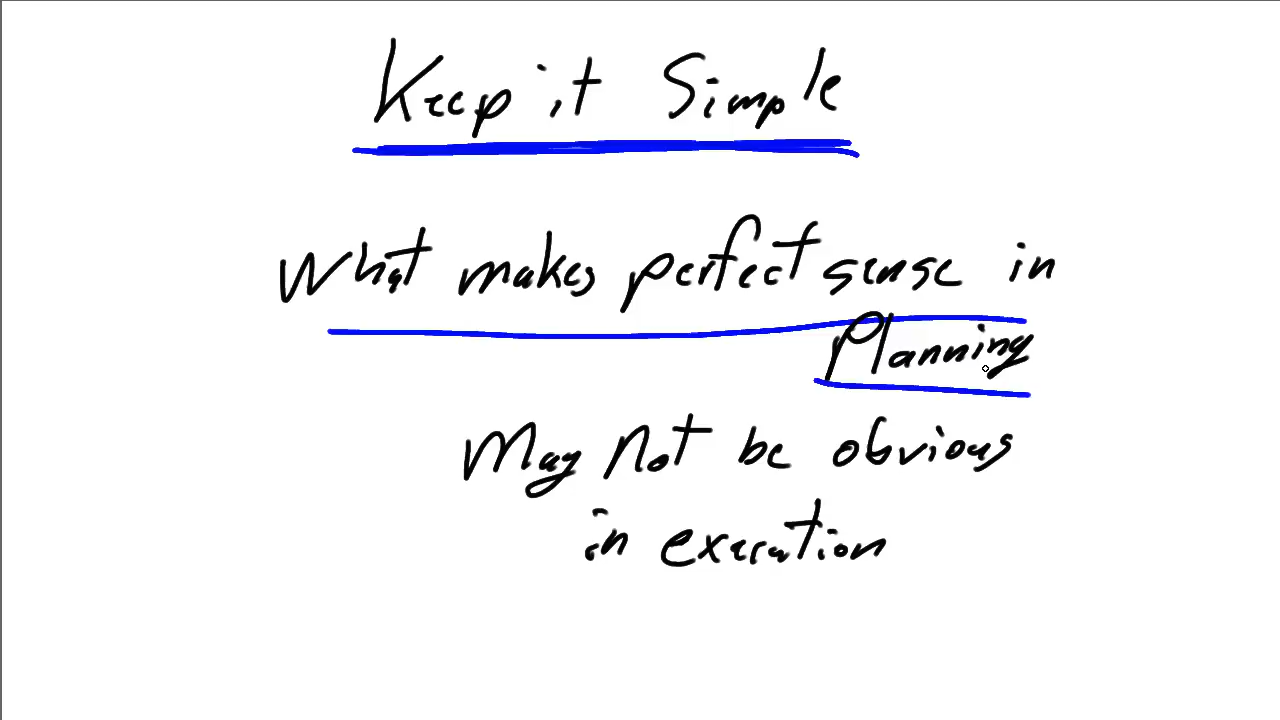 Keep it Simple
What makes perfect sense in
Planning
May Not be obvious
in execution